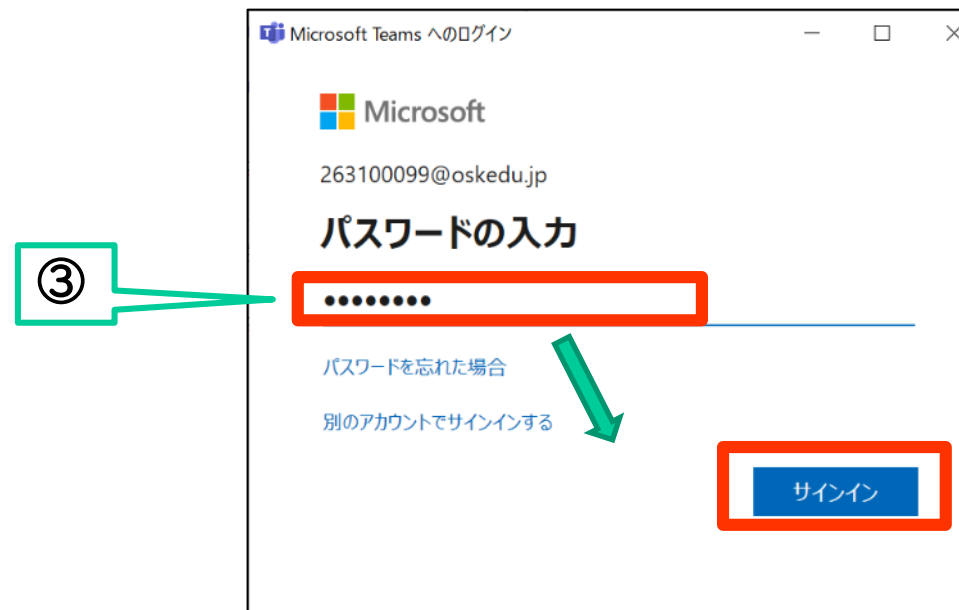 Microsoft Teams へのログイン
Microsoft
263100099@oskedu.jp
パスワードの入力
③
••••••••
パスワードを忘れた場合
別のアカウントでサインインする
サインイン